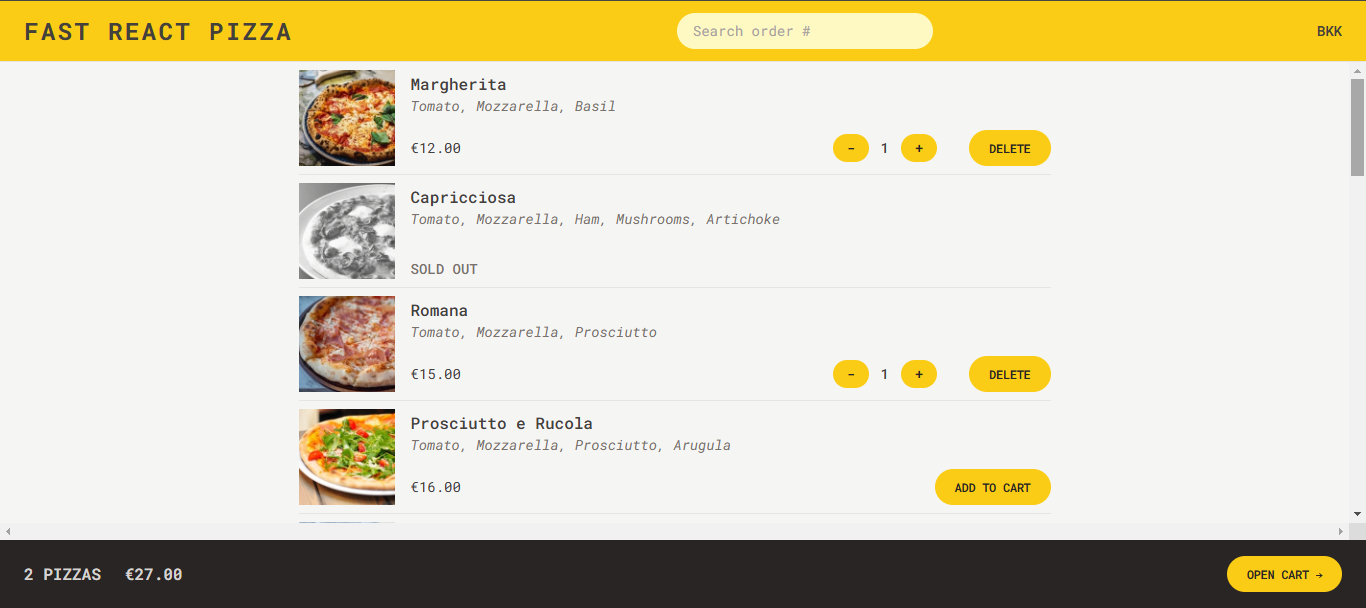 FAST REACT PIZZA
Search order #
BKK
Margherita
Tomato, Mozzarella, Basil
€12.00
- 1 + DELETE
Capricciosa
Tomato, Mozzarella, Ham, Mushrooms, Artichoke
SOLD OUT
Romana
Tomato, Mozzarella, Prosciutto
€15.00
- 1 + DELETE
Prosciutto e Rucola
Tomato, Mozzarella, Prosciutto, Arugula
€16.00
ADD TO CART
2 PIZZAS €27.00
OPEN CART →